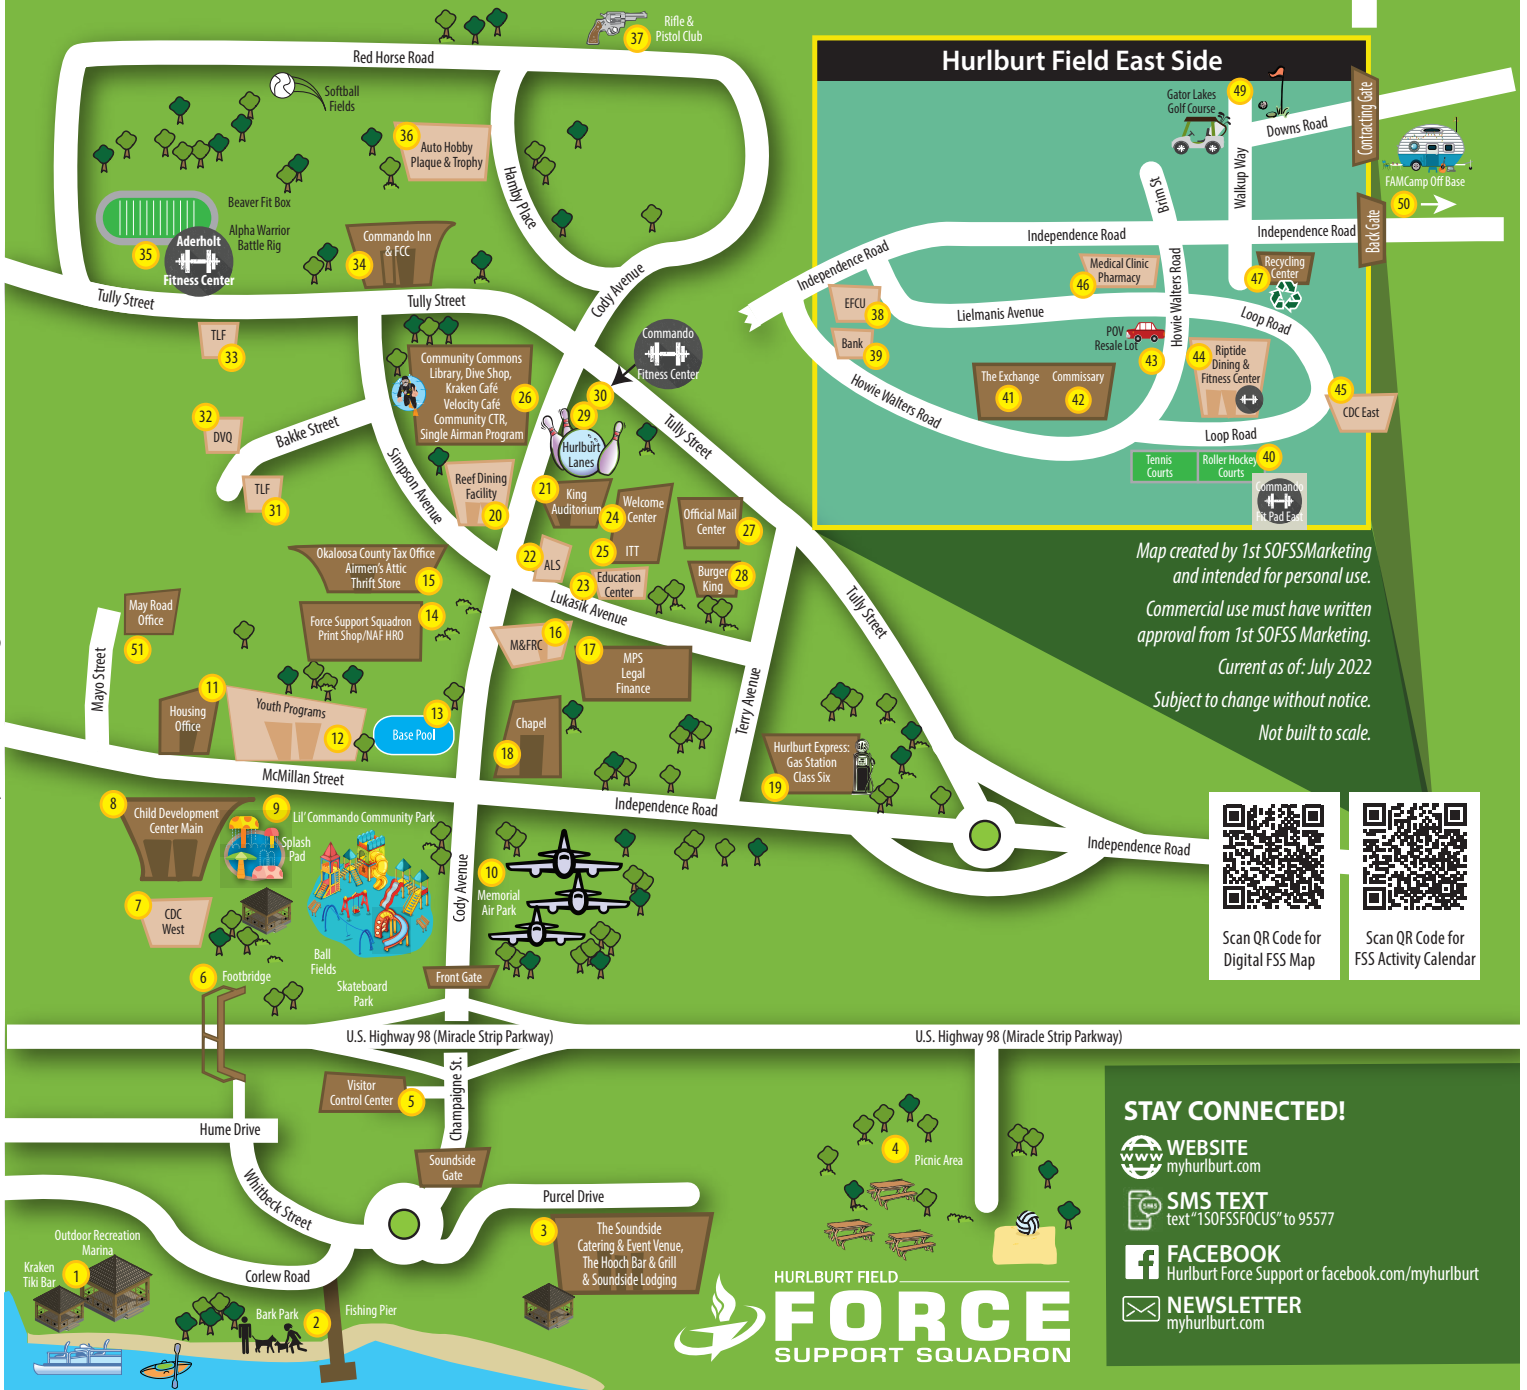 37
Rifle &
Pistol Club
Red Horse Road
Softball
Fields
36
Auto Hobby
Plaque & Trophy
Hamby Place
Beaver Fit Box
Alpha Warrior
Battle Rig
35
Aderholt
Fitness Center
Commando Inn
& FCC
34
Tully Street
Tully Street
Cody Avenue
TLF
33
Commando
Fitness Center
Community Commons
Library, Dive Shop,
Kraken Café
Velocity Café
Community CTR,
Single Airman Program
26
30
29
Hurlburt
Lanes
32
DVQ
Bakke Street
Simpson Avenue
Tully Street
TLF
31
Reef Dining
Facility
20
21
King
Auditorium
24
Welcome
Center
25
ITT
Official Mail
Center
27
22
ALS
23
Education
Center
Burger
King
28
Okaloosa County Tax Office
Airmen's Attic
Thrift Store
15
Lukasik Avenue
Tully Street
May Road
Office
51
Force Support Squadron
Print Shop/NAF HRO
14
M&FRC
16
17
MPS
Legal
Finance
Mayo Street
11
Housing
Office
Youth Programs
12
13
Base Pool
Chapel
18
Terry Avenue
Hurlburt Express:
Gas Station
Class Six
19
McMillan Street
Independence Road
Independence Road
8
Child Development
Center Main
9
Lil' Commando Community Park
Splash
Pad
Cody Avenue
10
Memorial
Air Park
7
CDC
West
Ball
Fields
Skateboard
Park
6
Footbridge
Front Gate
U.S. Highway 98 (Miracle Strip Parkway)
U.S. Highway 98 (Miracle Strip Parkway)
Visitor
Control Center
5
Champaigne St.
Hume Drive
Soundside
Gate
Whitbeck Street
Purcel Drive
4
Picnic Area
3
The Soundside
Catering & Event Venue,
The Hooch Bar & Grill
& Soundside Lodging
Outdoor Recreation
Marina
Kraken
Tiki Bar
1
Corlew Road
Bark Park
2
Fishing Pier
HURLBURT FIELD
FORCE
SUPPORT SQUADRON
Hurlburt Field East Side
Gator Lakes
Golf Course
49
Downs Road
Contracting Gate
FAMCamp Off Base
50
Walkup Way
Brim St
Independence Road
Independence Road
Independence Road
Back Gate
Medical Clinic
Pharmacy
46
47
Recycling
Center
EFCU
38
Lielmanis Avenue
Howie Walters Road
Loop Road
Bank
39
POV
Resale Lot
43
44
Riptide
Dining &
Fitness Center
Howie Walters Road
The Exchange
41
Commissary
42
45
CDC East
Loop Road
Tennis
Courts
Roller Hockey
Courts
40
Commando
Fit Pad East
Map created by 1st SOFSSMarketing
and intended for personal use.
Commercial use must have written
approval from 1st SOFSS Marketing.
Current as of: July 2022
Subject to change without notice.
Not built to scale.
Scan QR Code for
Digital FSS Map
Scan QR Code for
FSS Activity Calendar
STAY CONNECTED!
WWW
WEBSITE
myhurlburt.com
SMS
SMS TEXT
text "1SOFSSFOCUS" to 95577
FACEBOOK
Hurlburt Force Support or facebook.com/myhurlburt
NEWSLETTER
myhurlburt.com